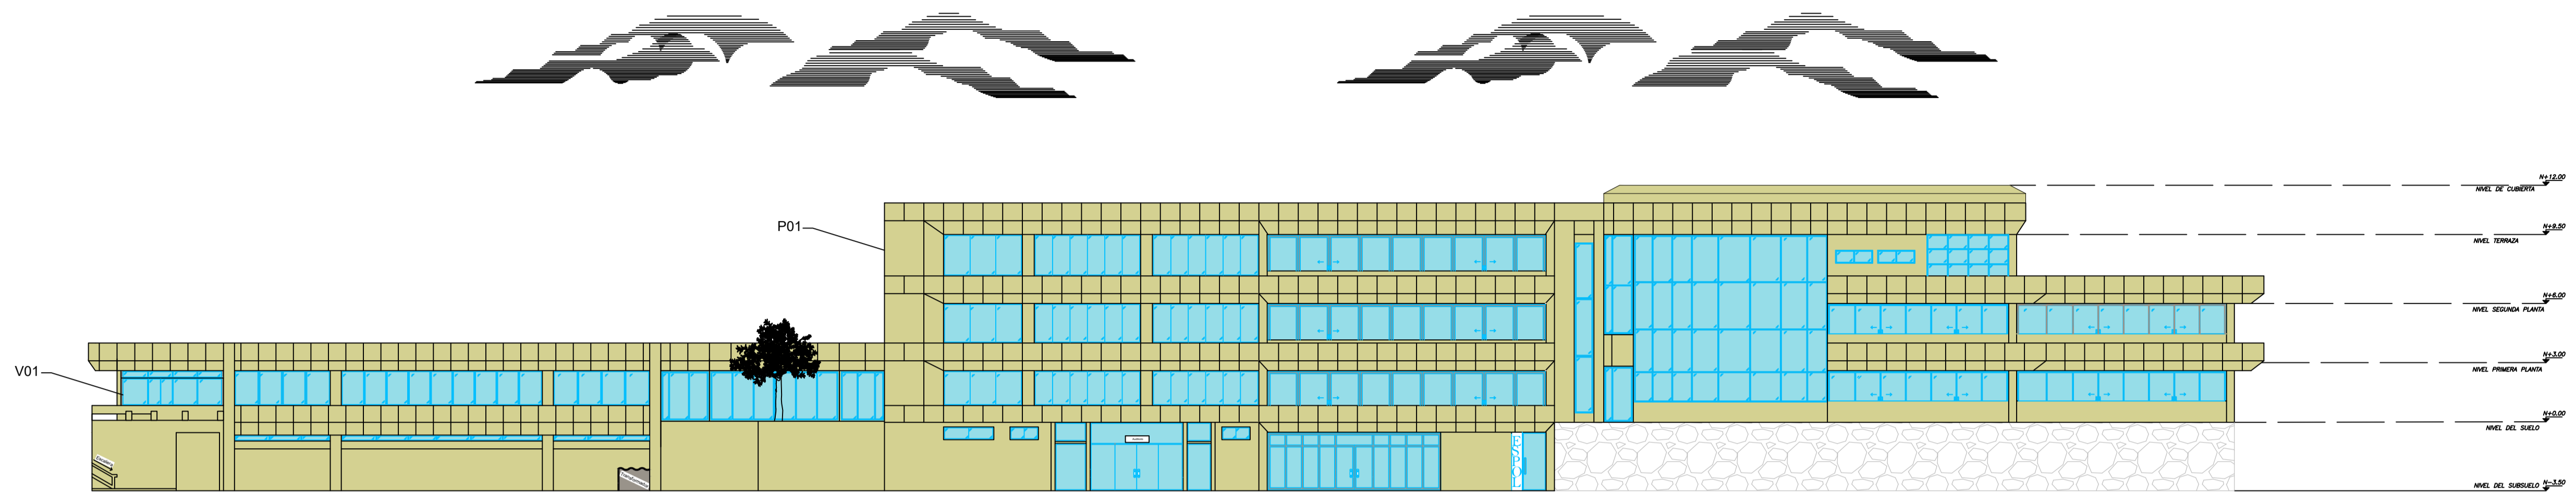 N+12.00
NIVEL DE CUBIERTA
P01
N+9.50
NIVEL TERRAZA
N+6.00
NIVEL SEGUNDA PLANTA
N+3.00
NIVEL PRIMERA PLANTA
V01
N+0.00
NIVEL DEL SUELO
ESPOL
N-3.50
NIVEL DEL SUBSUELO